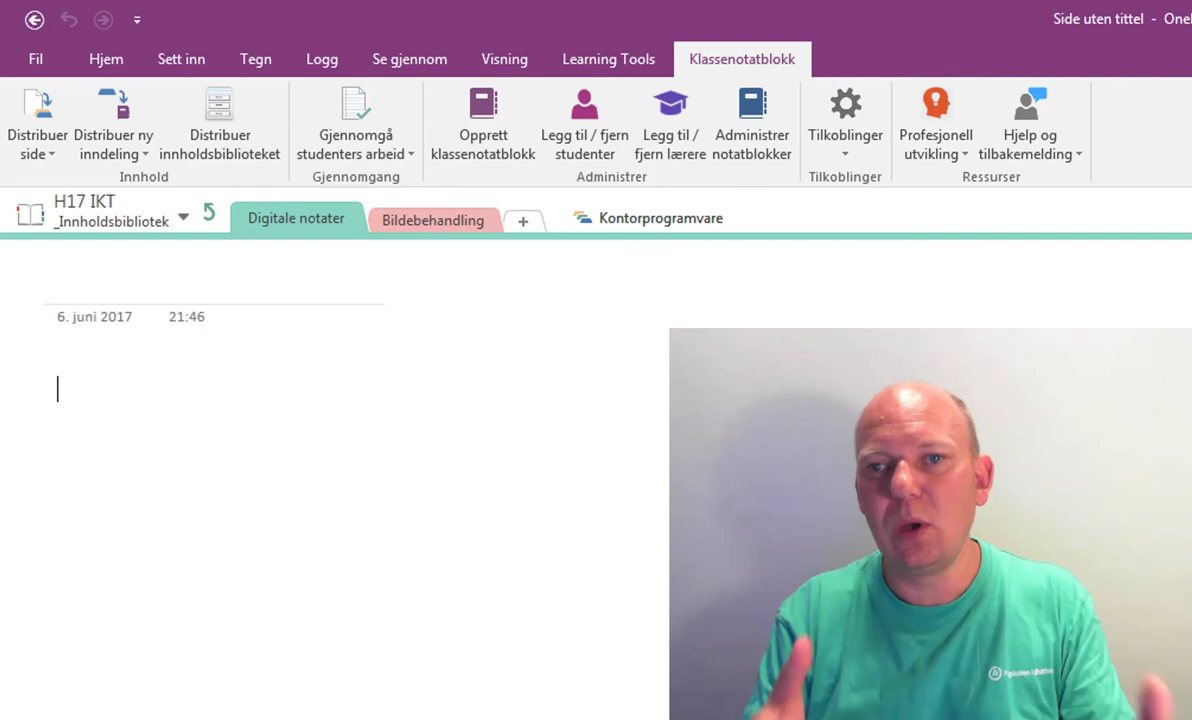 Side uten tittel -
Fil Hjem Sett inn Tegn Logg Se gjennom Visning Learning Tools Klassenotatblokk
Distribuer side
Distribuer ny inndeling
Distribuer innholdsbiblioteket
Gjennomgå studenters arbeid
Opprett klassenotatblokk
Legg til / fjern studenter
Legg til / fjern lærere
Administrer notatblokker
Tilkoblinger
Profesjonell utvikling
Hjelp og tilbakemelding
Innhold Gjennomgang Administrer Tilkoblinger Ressurser
H17 IKT
_Innholdsbibliotek
Digitale notater Bildebehandling + Kontorprogramvare
6. juni 2017 21:46